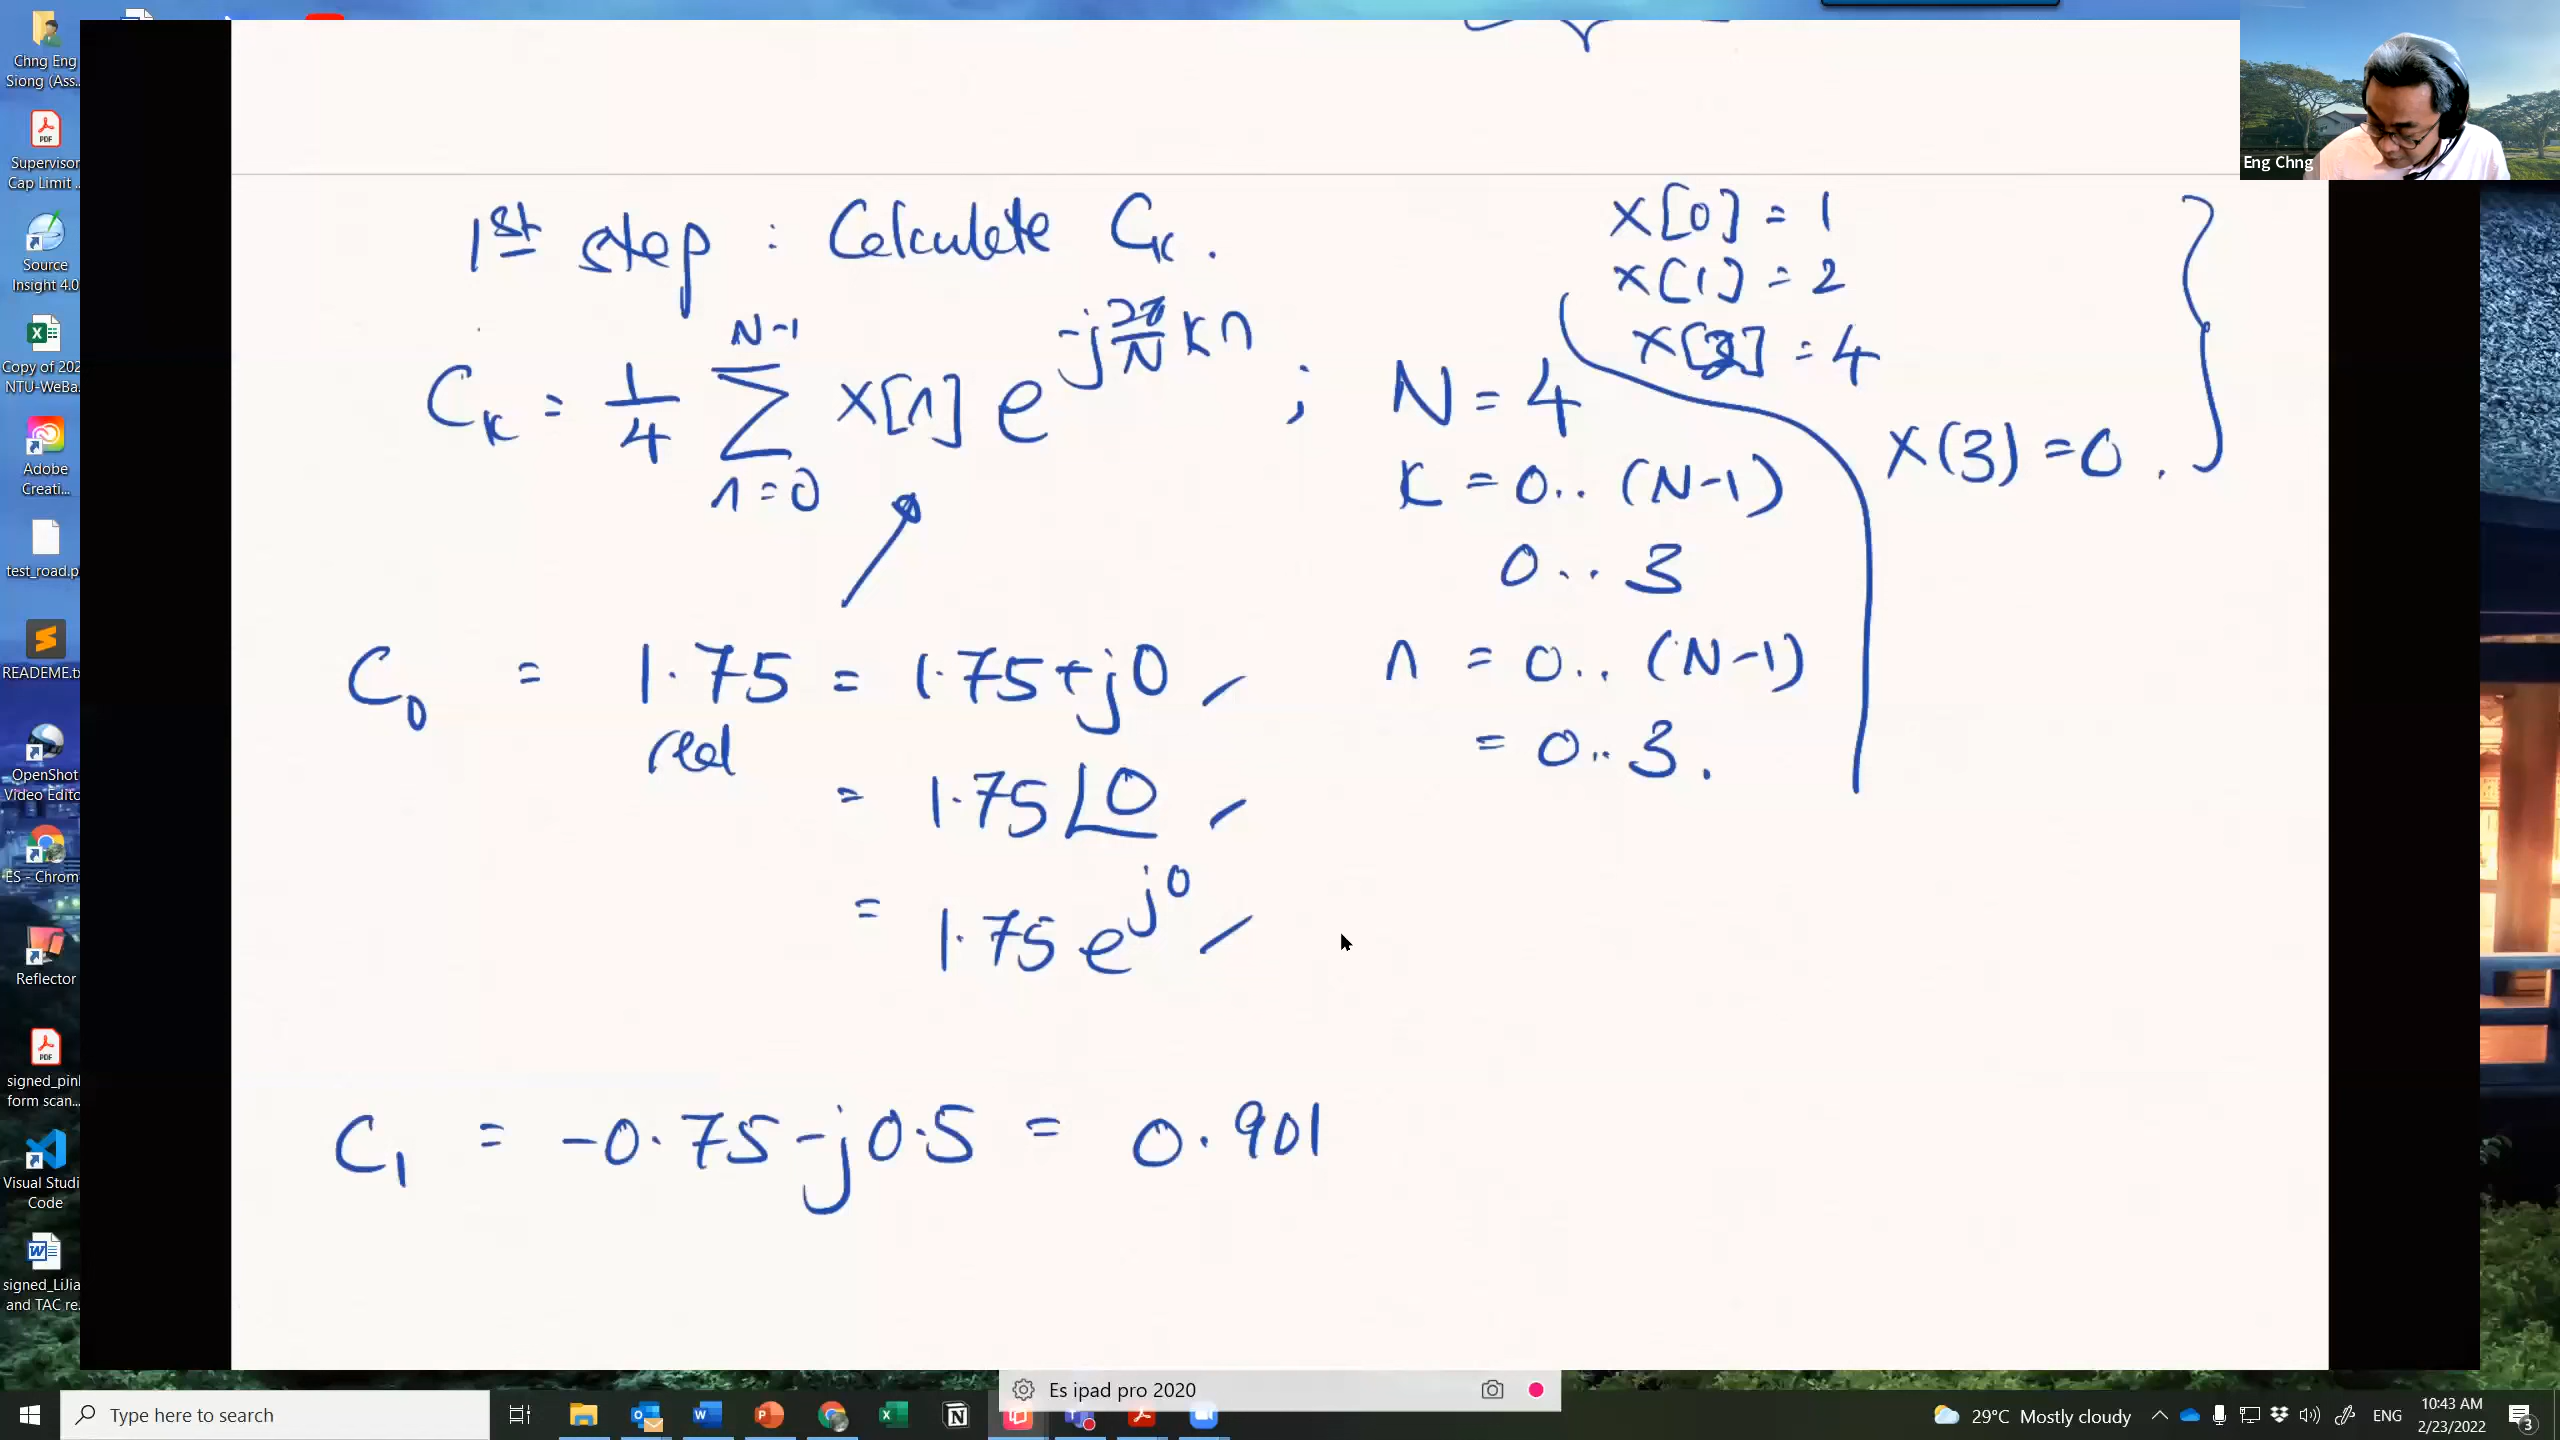 Chng Eng
Siong (Ass...
Supervisor
Cap Limit ...
Source
Insight 4.0
Copy of 202
NTU-WeBa...
Adobe
Creati...
test_road.p
READEME.t
OpenShot
Video Edito
ES - Chrom
Reflector
signed_pinl
form scan...
Visual Studi
Code
signed_LiJia
and TAC re...
Eng Chng
1st step : Calculate Ck.
x[0] = 1
x[1] = 2
x[2] = 4
x(3) = 0.
Ck = 1/4 Σ_{n=0}^{N-1} x[n] e^{-j 2π/N kn} ; N = 4
k = 0.. (N-1)
0.. 3
n = 0.. (N-1)
= 0.. 3.
C0 = 1.75 = 1.75+j0
real
= 1.75 ∠0
= 1.75 e^{j0}
C1 = -0.75-j0.5 = 0.901
Es ipad pro 2020
Type here to search
29°C Mostly cloudy
ENG
10:43 AM
2/23/2022
3